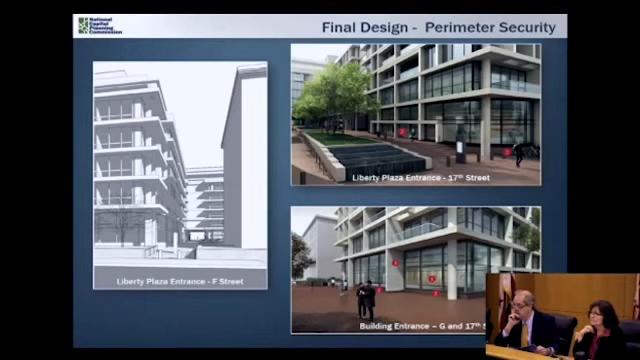 National
Capital
Planning
Commission
Final Design - Perimeter Security
Liberty Plaza Entrance - 17th Street
Liberty Plaza Entrance - F Street
Building Entrance – G and 17th S